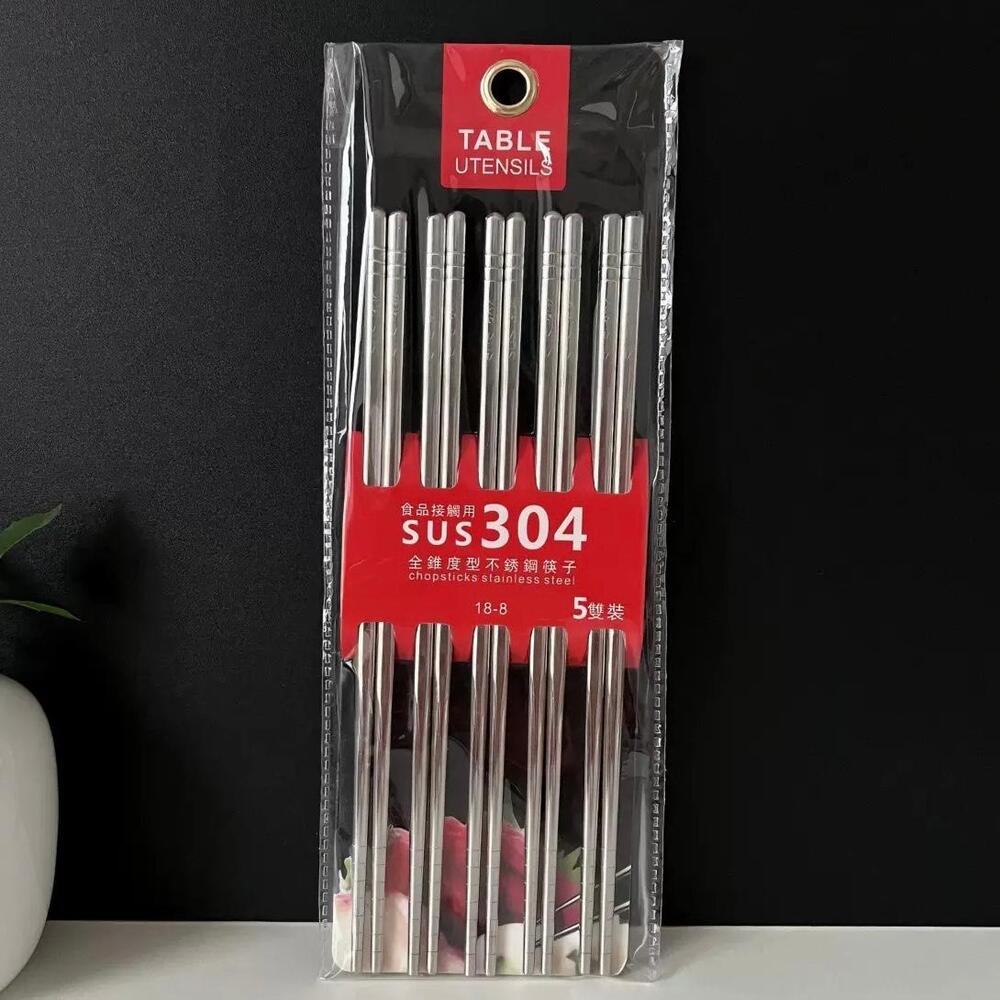 TABLE
UTENSILS
食品接觸用
SUS304
全錐度型不銹鋼筷子
chopsticks stainless steel
18-8
5雙裝